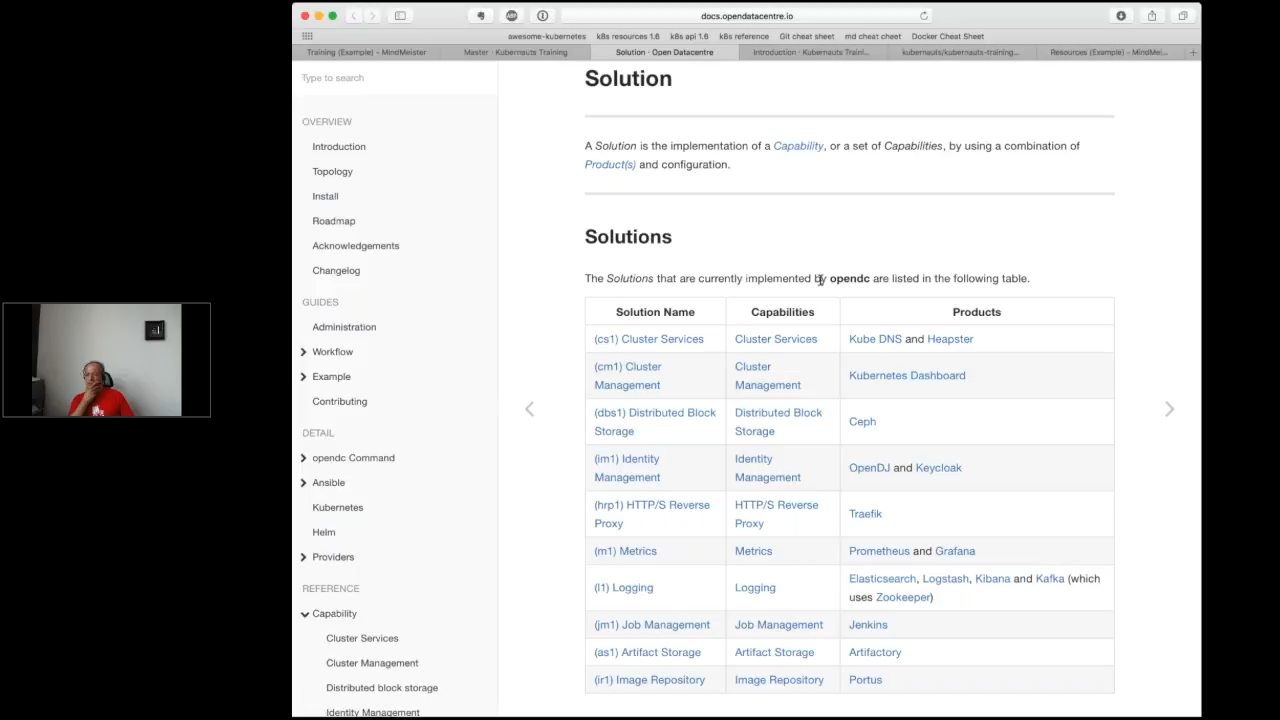 docs.opendatacentre.io
awesome-kubernetes k8s resources 1.6 k8s api 1.6 k8s reference Git cheat sheet md cheat cheet Docker Cheat Sheet
Training (Example) - MindMeister Master · Kubernauts Training Solution · Open Datacentre Introduction · Kubernauts Traini... kubernauts/kubernauts-training... Resources (Example) - MindMei...
Type to search
OVERVIEW
Introduction
Topology
Install
Roadmap
Acknowledgements
Changelog
GUIDES
Administration
Workflow
Example
Contributing
DETAIL
opendc Command
Ansible
Kubernetes
Helm
Providers
REFERENCE
Capability
Cluster Services
Cluster Management
Distributed block storage
Identity Management
Solution
A Solution is the implementation of a Capability, or a set of Capabilities, by using a combination of
Product(s) and configuration.
Solutions
The Solutions that are currently implemented by opendc are listed in the following table.
Solution Name Capabilities Products
(cs1) Cluster Services Cluster Services Kube DNS and Heapster
(cm1) Cluster
Management
Cluster
Management
Kubernetes Dashboard
(dbs1) Distributed Block
Storage
Distributed Block
Storage
Ceph
(im1) Identity
Management
Identity
Management
OpenDJ and Keycloak
(hrp1) HTTP/S Reverse
Proxy
HTTP/S Reverse
Proxy
Traefik
(m1) Metrics Metrics Prometheus and Grafana
(l1) Logging Logging Elasticsearch, Logstash, Kibana and Kafka (which
uses Zookeeper)
(jm1) Job Management Job Management Jenkins
(as1) Artifact Storage Artifact Storage Artifactory
(ir1) Image Repository Image Repository Portus